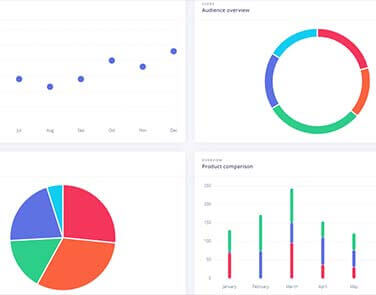 USERS
Audience overview
Jul Aug Sep Oct Nov Dec
OVERVIEW
Product comparison
250
200
150
100
50
0
January February March April May